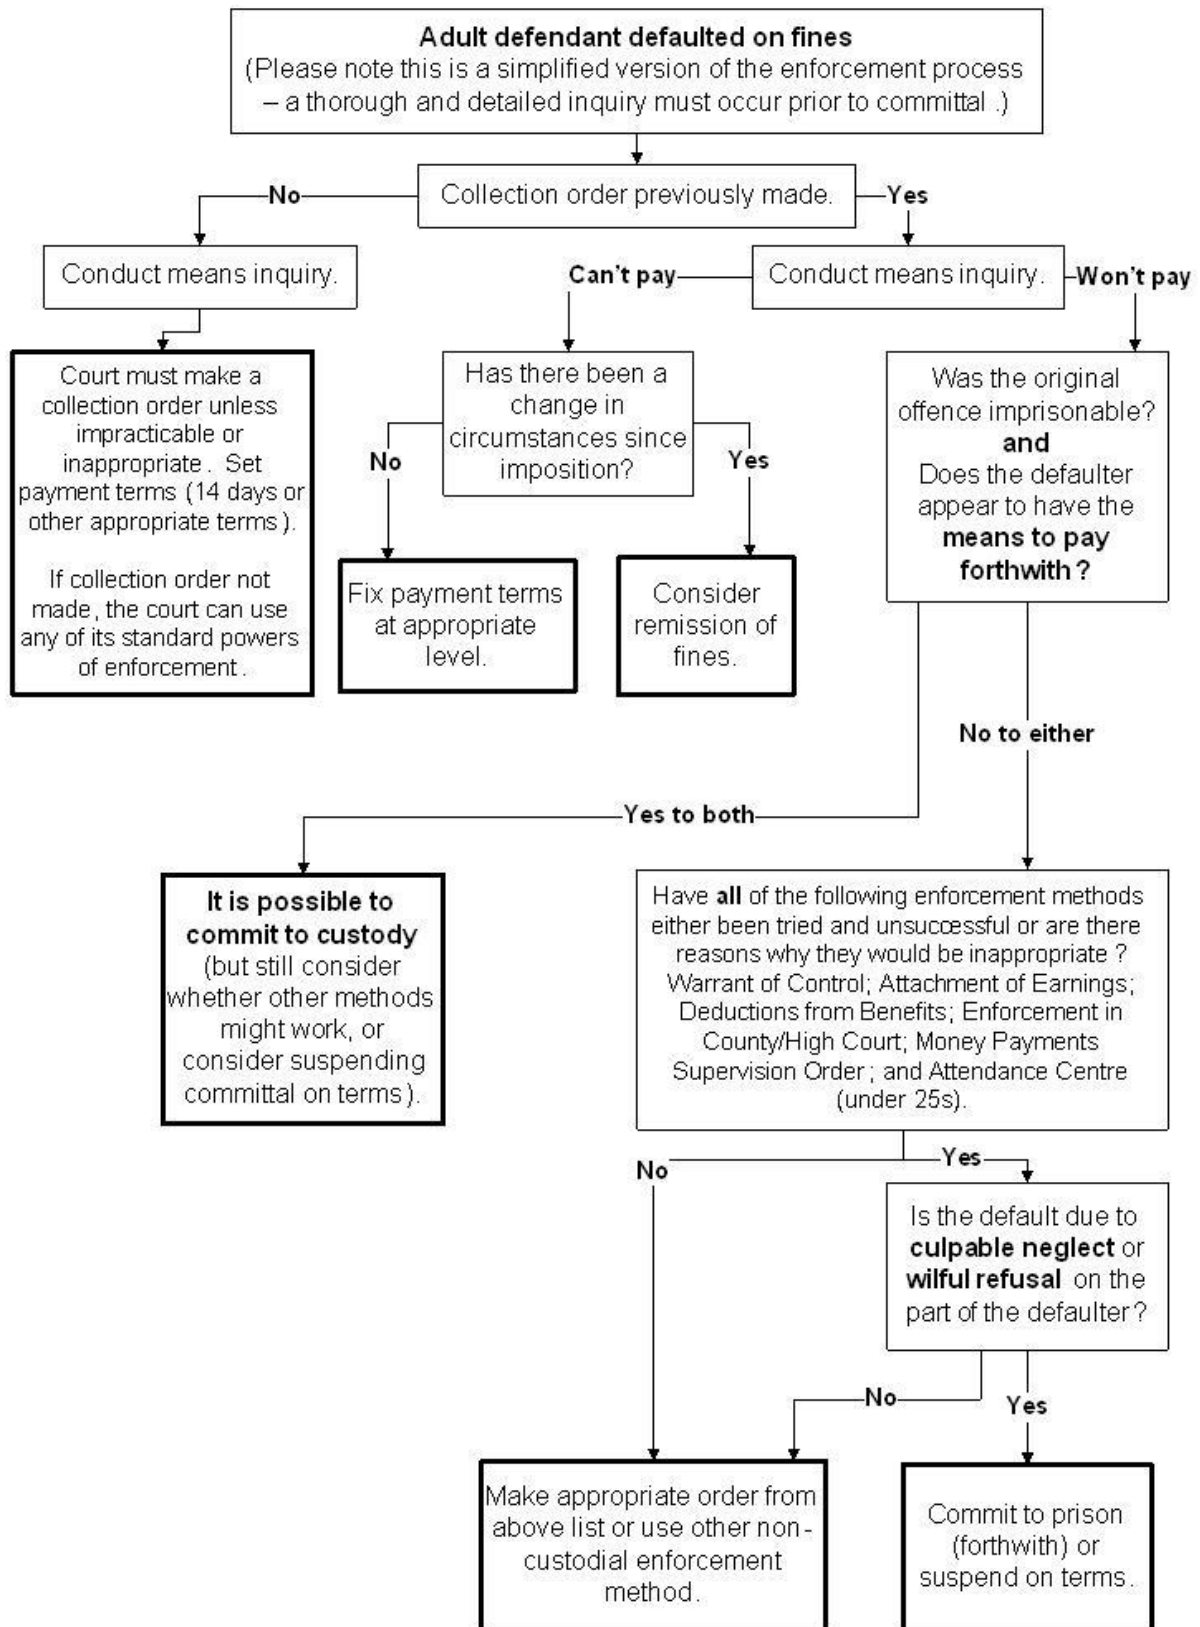 Adult defendant defaulted on fines
(Please note this is a simplified version of the enforcement process
– a thorough and detailed inquiry must occur prior to committal .)
No
Collection order previously made.
Yes
Conduct means inquiry.
Can't pay
Conduct means inquiry.
Won't pay
Court must make a
collection order unless
impracticable or
inappropriate . Set
payment terms (14 days or
other appropriate terms ).
If collection order not
made, the court can use
any of its standard powers
of enforcement .
Has there been a
change in
circumstances since
imposition?
No
Yes
Fix payment terms
at appropriate
level.
Consider
remission of
fines.
Was the original
offence imprisonable?
and
Does the defaulter
appear to have the
means to pay
forthwith ?
No to either
Yes to both
It is possible to
commit to custody
(but still consider
whether other methods
might work, or
consider suspending
committal on terms ).
Have all of the following enforcement methods
either been tried and unsuccessful or are there
reasons why they would be inappropriate ?
Warrant of Control; Attachment of Earnings;
Deductions from Benefits; Enforcement in
County/High Court; Money Payments
Supervision Order ; and Attendance Centre
(under 25s).
No
Yes
Is the default due to
culpable neglect or
wilful refusal on the
part of the defaulter ?
No
Yes
Make appropriate order from
above list or use other non-
custodial enforcement
method.
Commit to prison
(forthwith) or
suspend on terms .